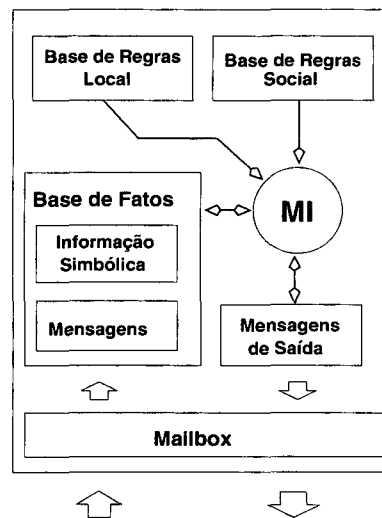 Base de Regras
Local
Base de Regras
Social
MI
Base de Fatos
Informação
Simbólica
Mensagens
Mensagens
de Saída
Mailbox